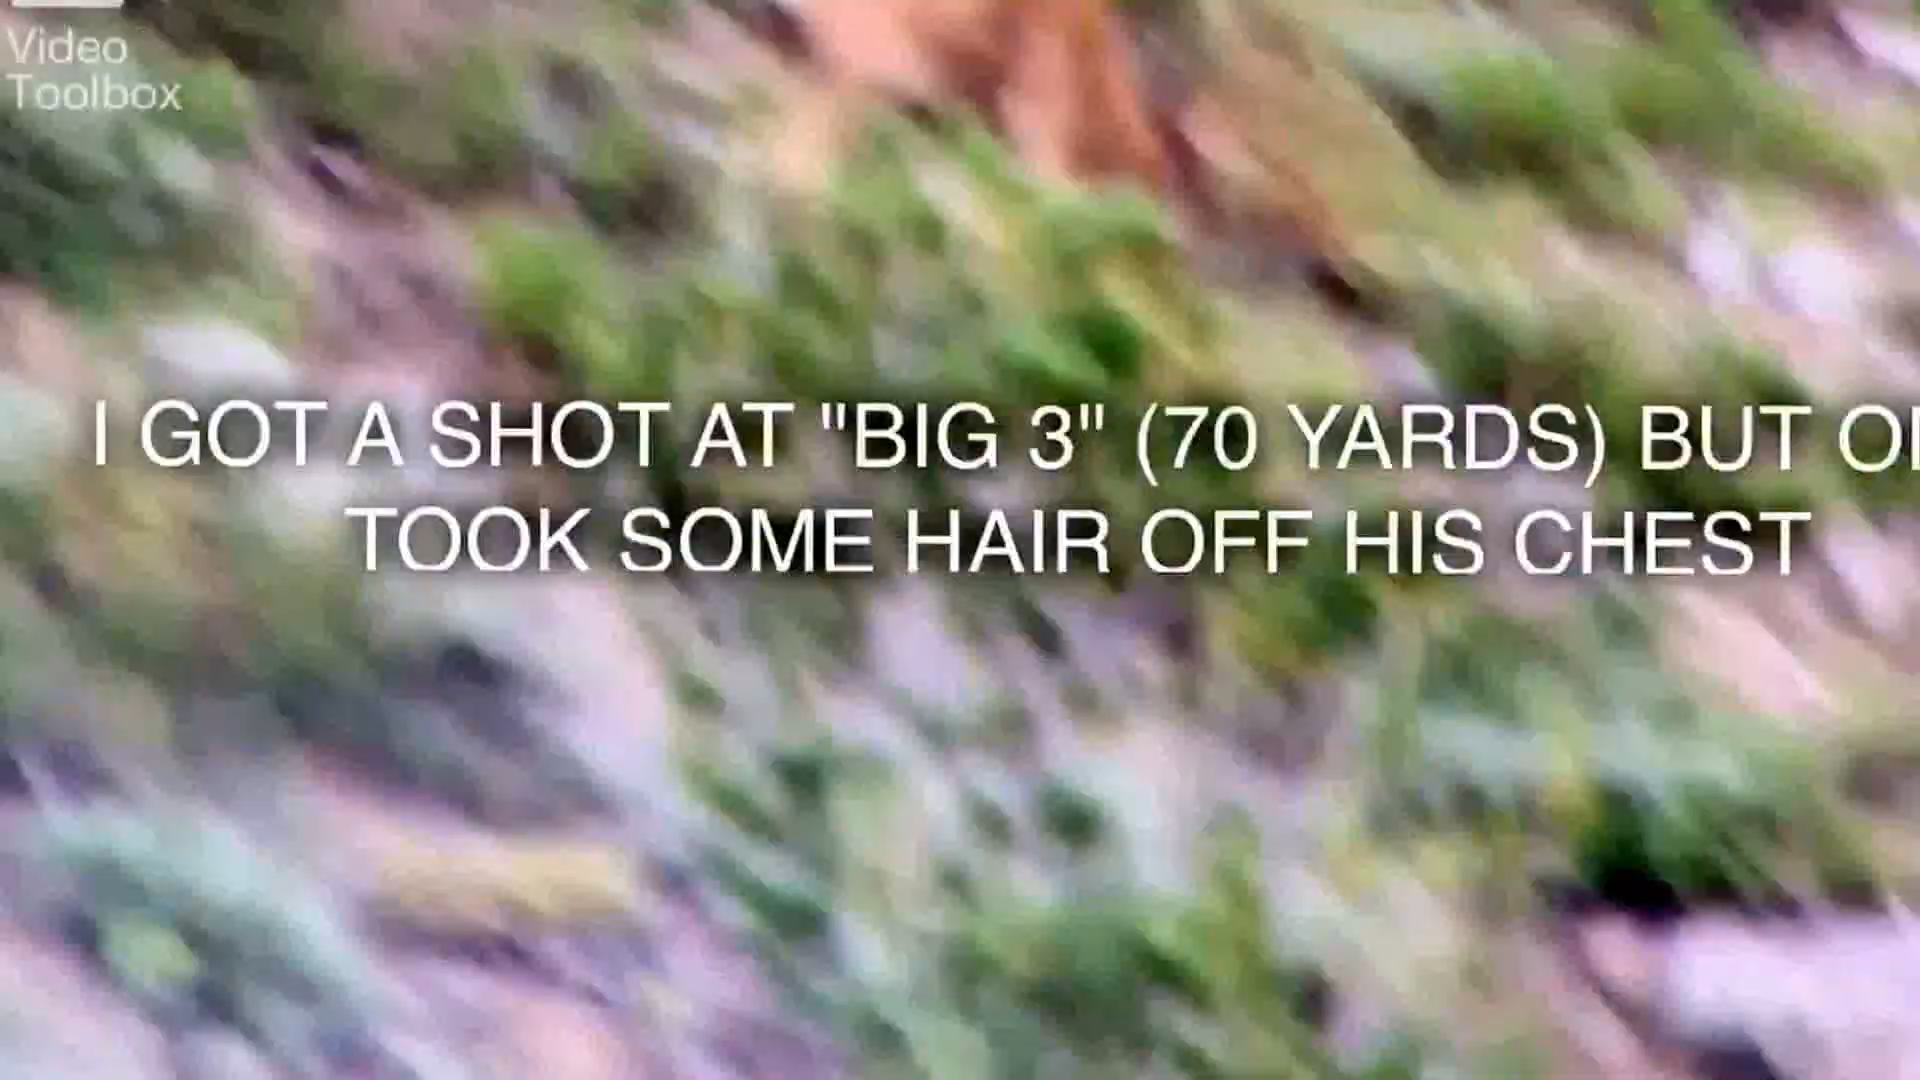 Video
Toolbox
I GOT A SHOT AT "BIG 3" (70 YARDS) BUT
TOOK SOME HAIR OFF HIS CHEST